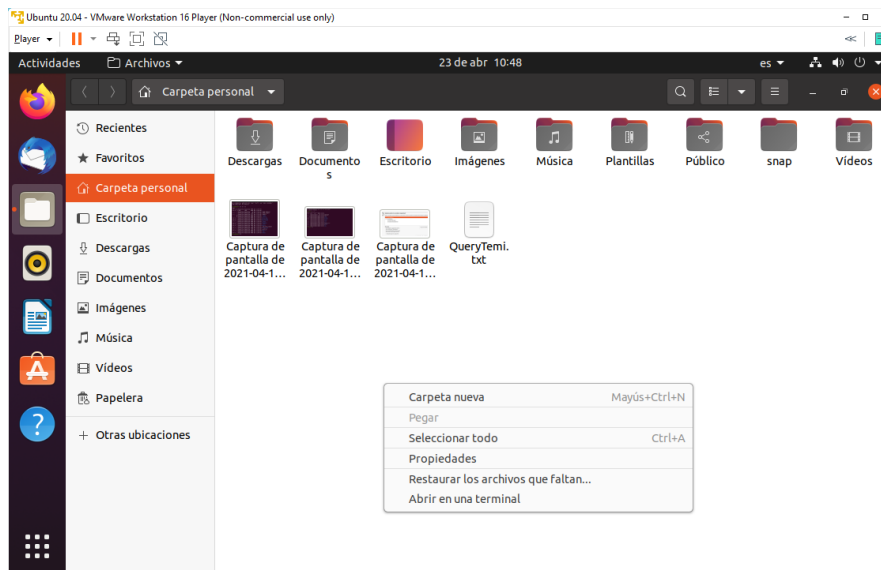 Ubuntu 20.04 - VMware Workstation 16 Player (Non-commercial use only)
Player
Actividades Archivos 23 de abr 10:48 es
Carpeta personal
Recientes
Favoritos
Carpeta personal
Escritorio
Descargas
Documentos
Imágenes
Música
Vídeos
Papelera
+ Otras ubicaciones
Descargas Documento Escritorio Imágenes Música Plantillas Público snap Vídeos
s
Captura de Captura de Captura de QueryTemi.
pantalla de pantalla de pantalla de txt
2021-04-1... 2021-04-1... 2021-04-1...
Carpeta nueva Mayús+Ctrl+N
Pegar
Seleccionar todo Ctrl+A
Propiedades
Restaurar los archivos que faltan...
Abrir en una terminal